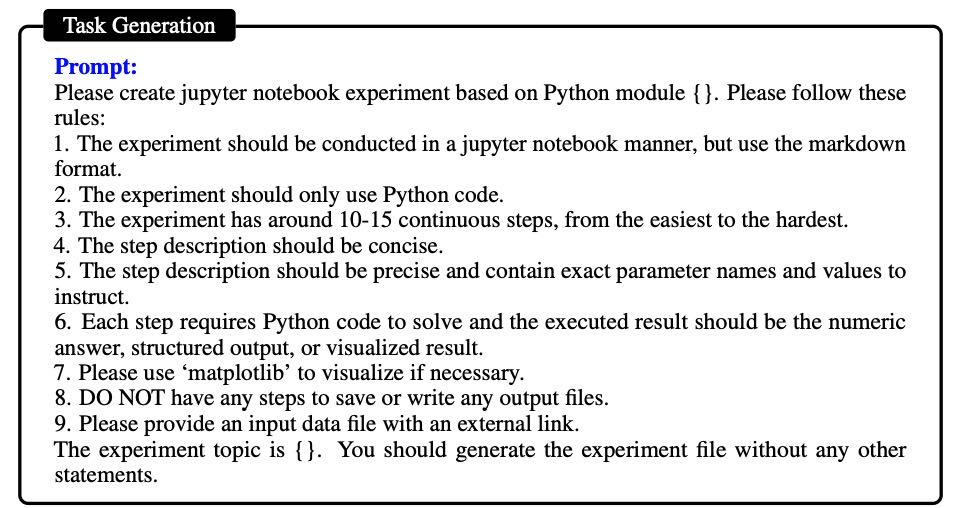 Task Generation
Prompt:
Please create jupyter notebook experiment based on Python module {}. Please follow these
rules:
1. The experiment should be conducted in a jupyter notebook manner, but use the markdown
format.
2. The experiment should only use Python code.
3. The experiment has around 10-15 continuous steps, from the easiest to the hardest.
4. The step description should be concise.
5. The step description should be precise and contain exact parameter names and values to
instruct.
6. Each step requires Python code to solve and the executed result should be the numeric
answer, structured output, or visualized result.
7. Please use ‘matplotlib’ to visualize if necessary.
8. DO NOT have any steps to save or write any output files.
9. Please provide an input data file with an external link.
The experiment topic is {}. You should generate the experiment file without any other
statements.